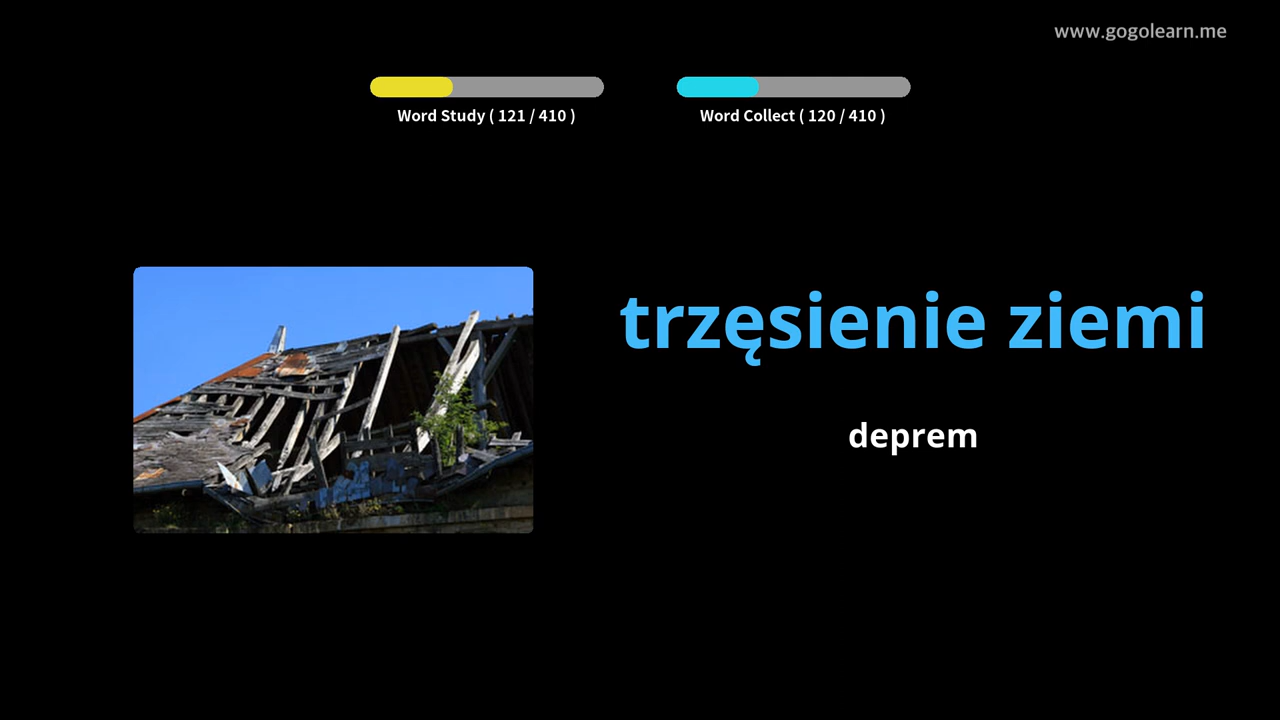 www.gogolearn.me
Word Study ( 121 / 410 )
Word Collect ( 120 / 410 )
trzęsienie ziemi
deprem